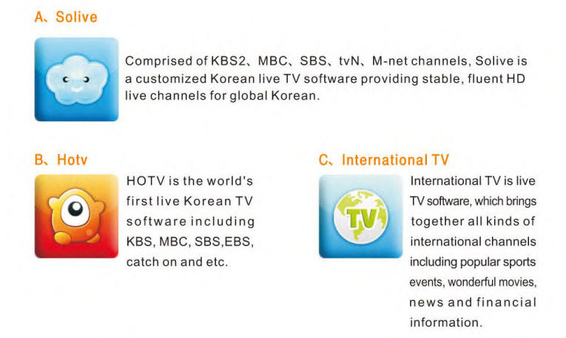 A、Solive
Comprised of KBS2、MBC、SBS、tvN、M-net channels, Solive is
a customized Korean live TV software providing stable, fluent HD
live channels for global Korean.
B、Hotv
HOTV is the world's
first live Korean TV
software including
KBS, MBC, SBS,EBS,
catch on and etc.
C、International TV
TV
International TV is live
TV software, which brings
together all kinds of
international channels
including popular sports
events, wonderful movies,
news and financial
information.